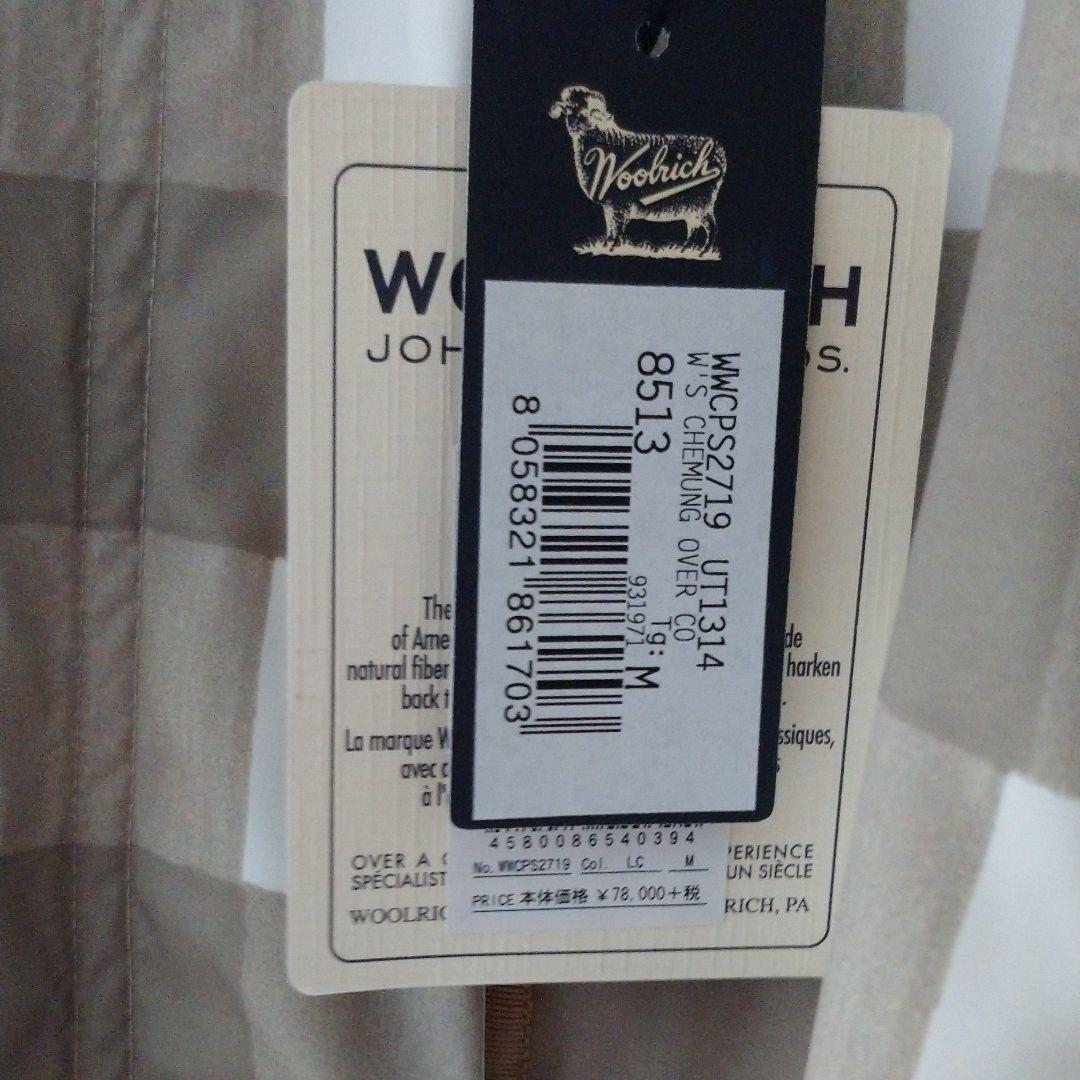 Woolrich
WWCPS2719 UT1314
W'S CHEMUNG OVER CO
8513
Tg: M
931971
8 058321 861703
JOH
The
of Ame
natural fiber
harken
back t
La marque W
ssiques,
avec
à l'
4580086540394
No. WWCPS2719 Col. LC M
PRICE 本体価格 ¥78,000+税
OVER A
PERIENCE
SPÉCIALIST
UN SIÈCLE
WOOLRIC
RICH, PA